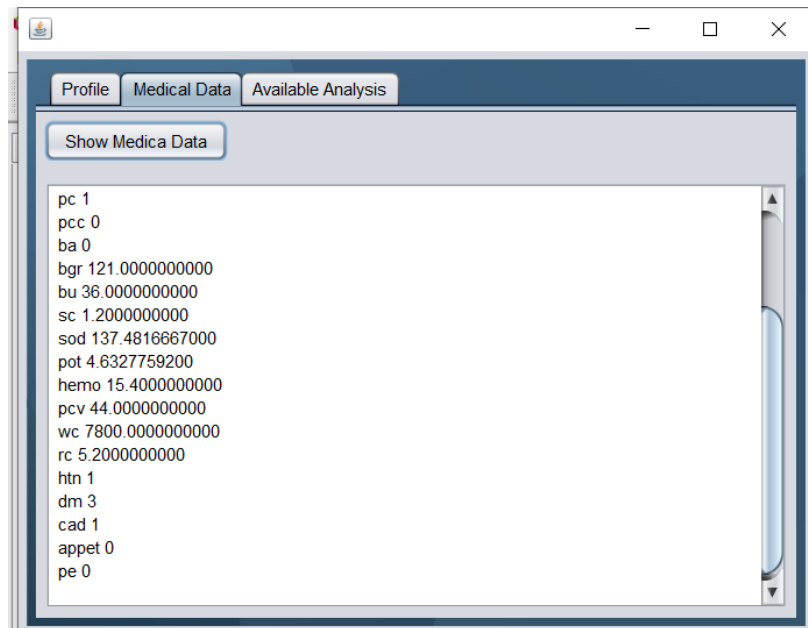 Profile Medical Data Available Analysis
Show Medica Data
pc 1
pcc 0
ba 0
bgr 121.0000000000
bu 36.0000000000
sc 1.2000000000
sod 137.4816667000
pot 4.6327759200
hemo 15.4000000000
pcv 44.0000000000
wc 7800.0000000000
rc 5.2000000000
htn 1
dm 3
cad 1
appet 0
pe 0